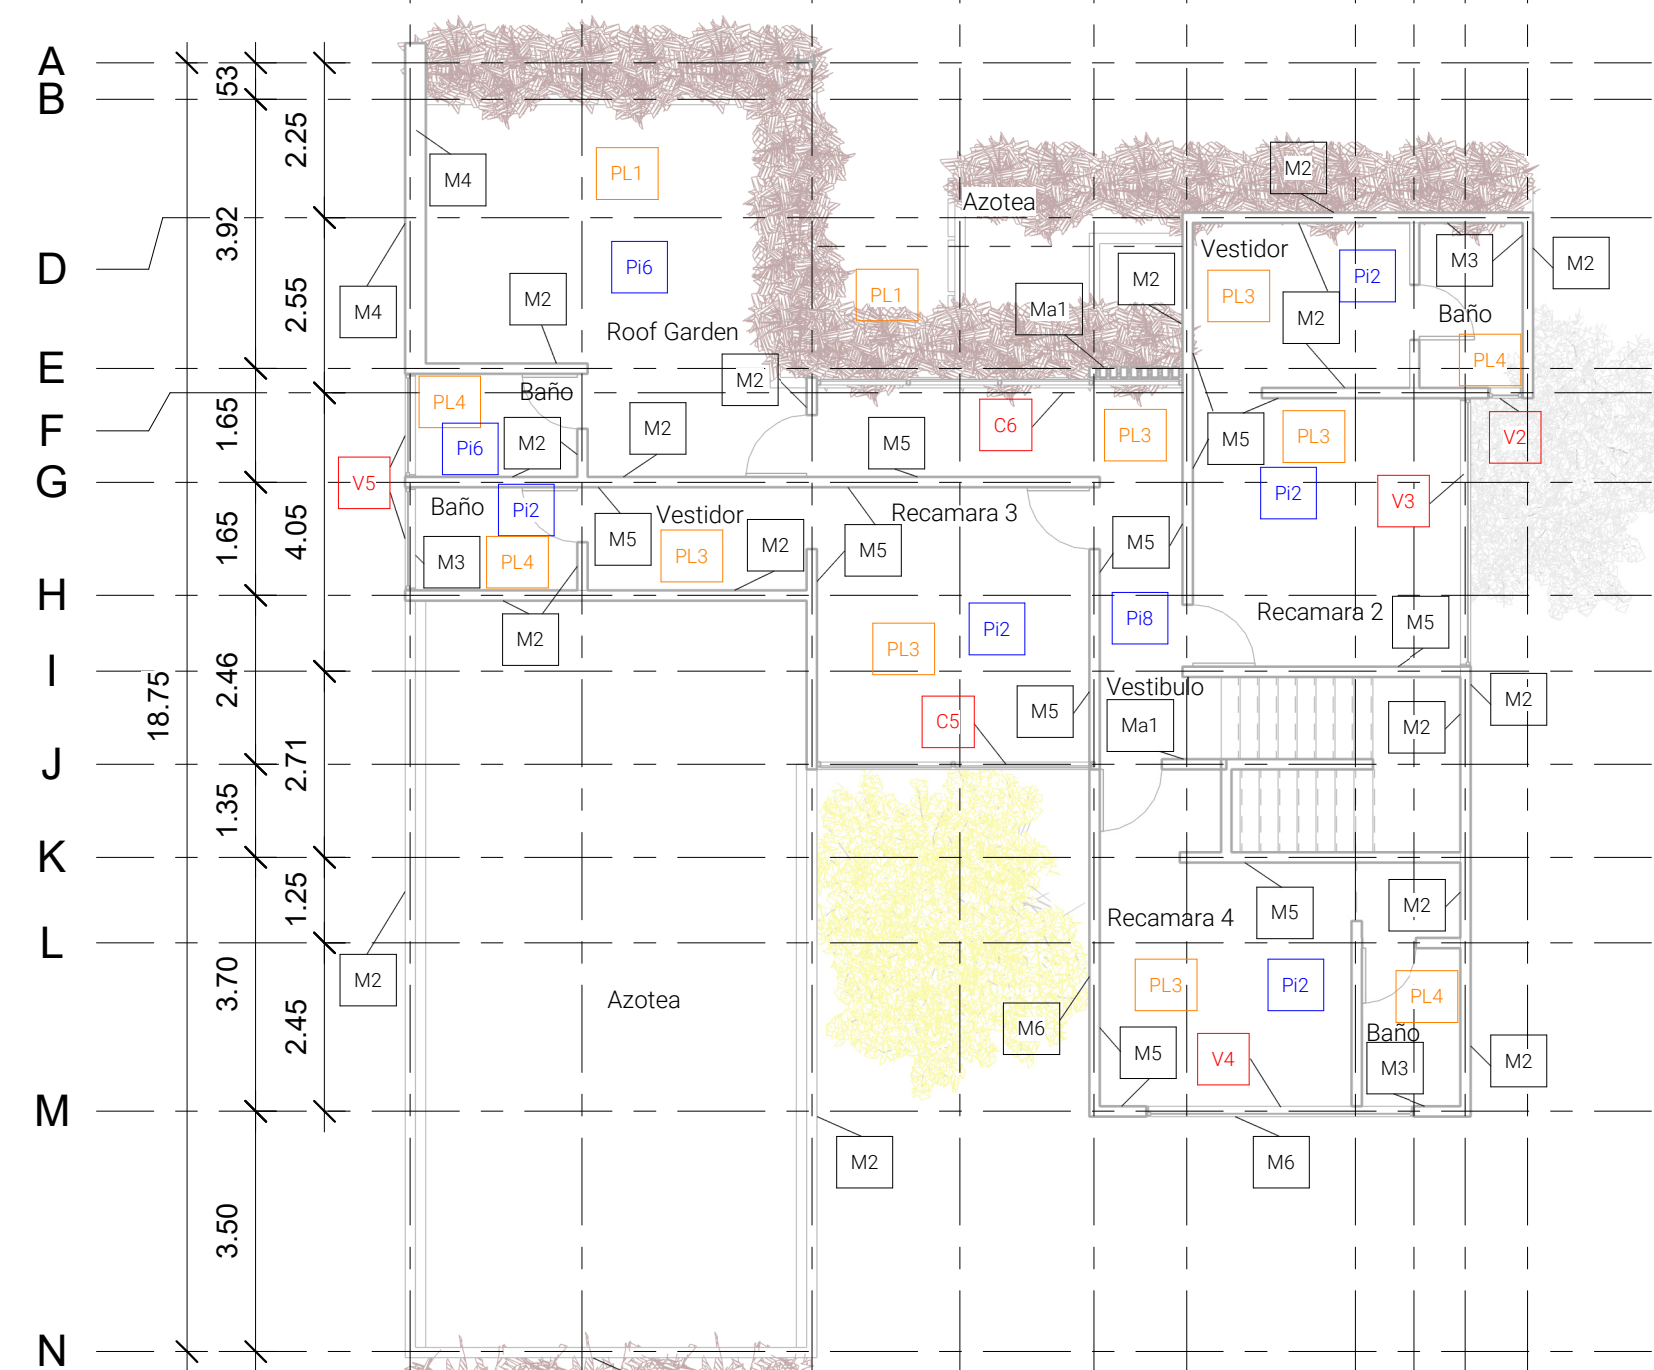 A
B
D
E
F
G
H
I
J
K
L
M
N
18.75
53
3.92
1.65
1.65
2.46
1.35
3.70
3.50
2.25
2.55
4.05
2.71
1.25
2.45
M4
PL1
Pi6
M4
M2
Roof Garden
Azotea
PL1
M2
Ma1
M2
Vestidor
PL3
Pi2
M2
M3
M2
Baño
PL4
PL4
Baño
M2
Pi6
M2
M2
M5
C6
PL3
M5
PL3
V2
V5
Pi2
V3
Baño
Pi2
M3
PL4
M5
Vestidor
PL3
M2
M5
Recamara 3
M5
M2
PL3
Pi2
Pi8
Recamara 2
M5
C5
M5
Vestibulo
Ma1
M2
M2
M2
Azotea
Recamara 4
M5
M2
PL3
Pi2
PL4
M6
M5
V4
Baño
M3
M2
M2
M6